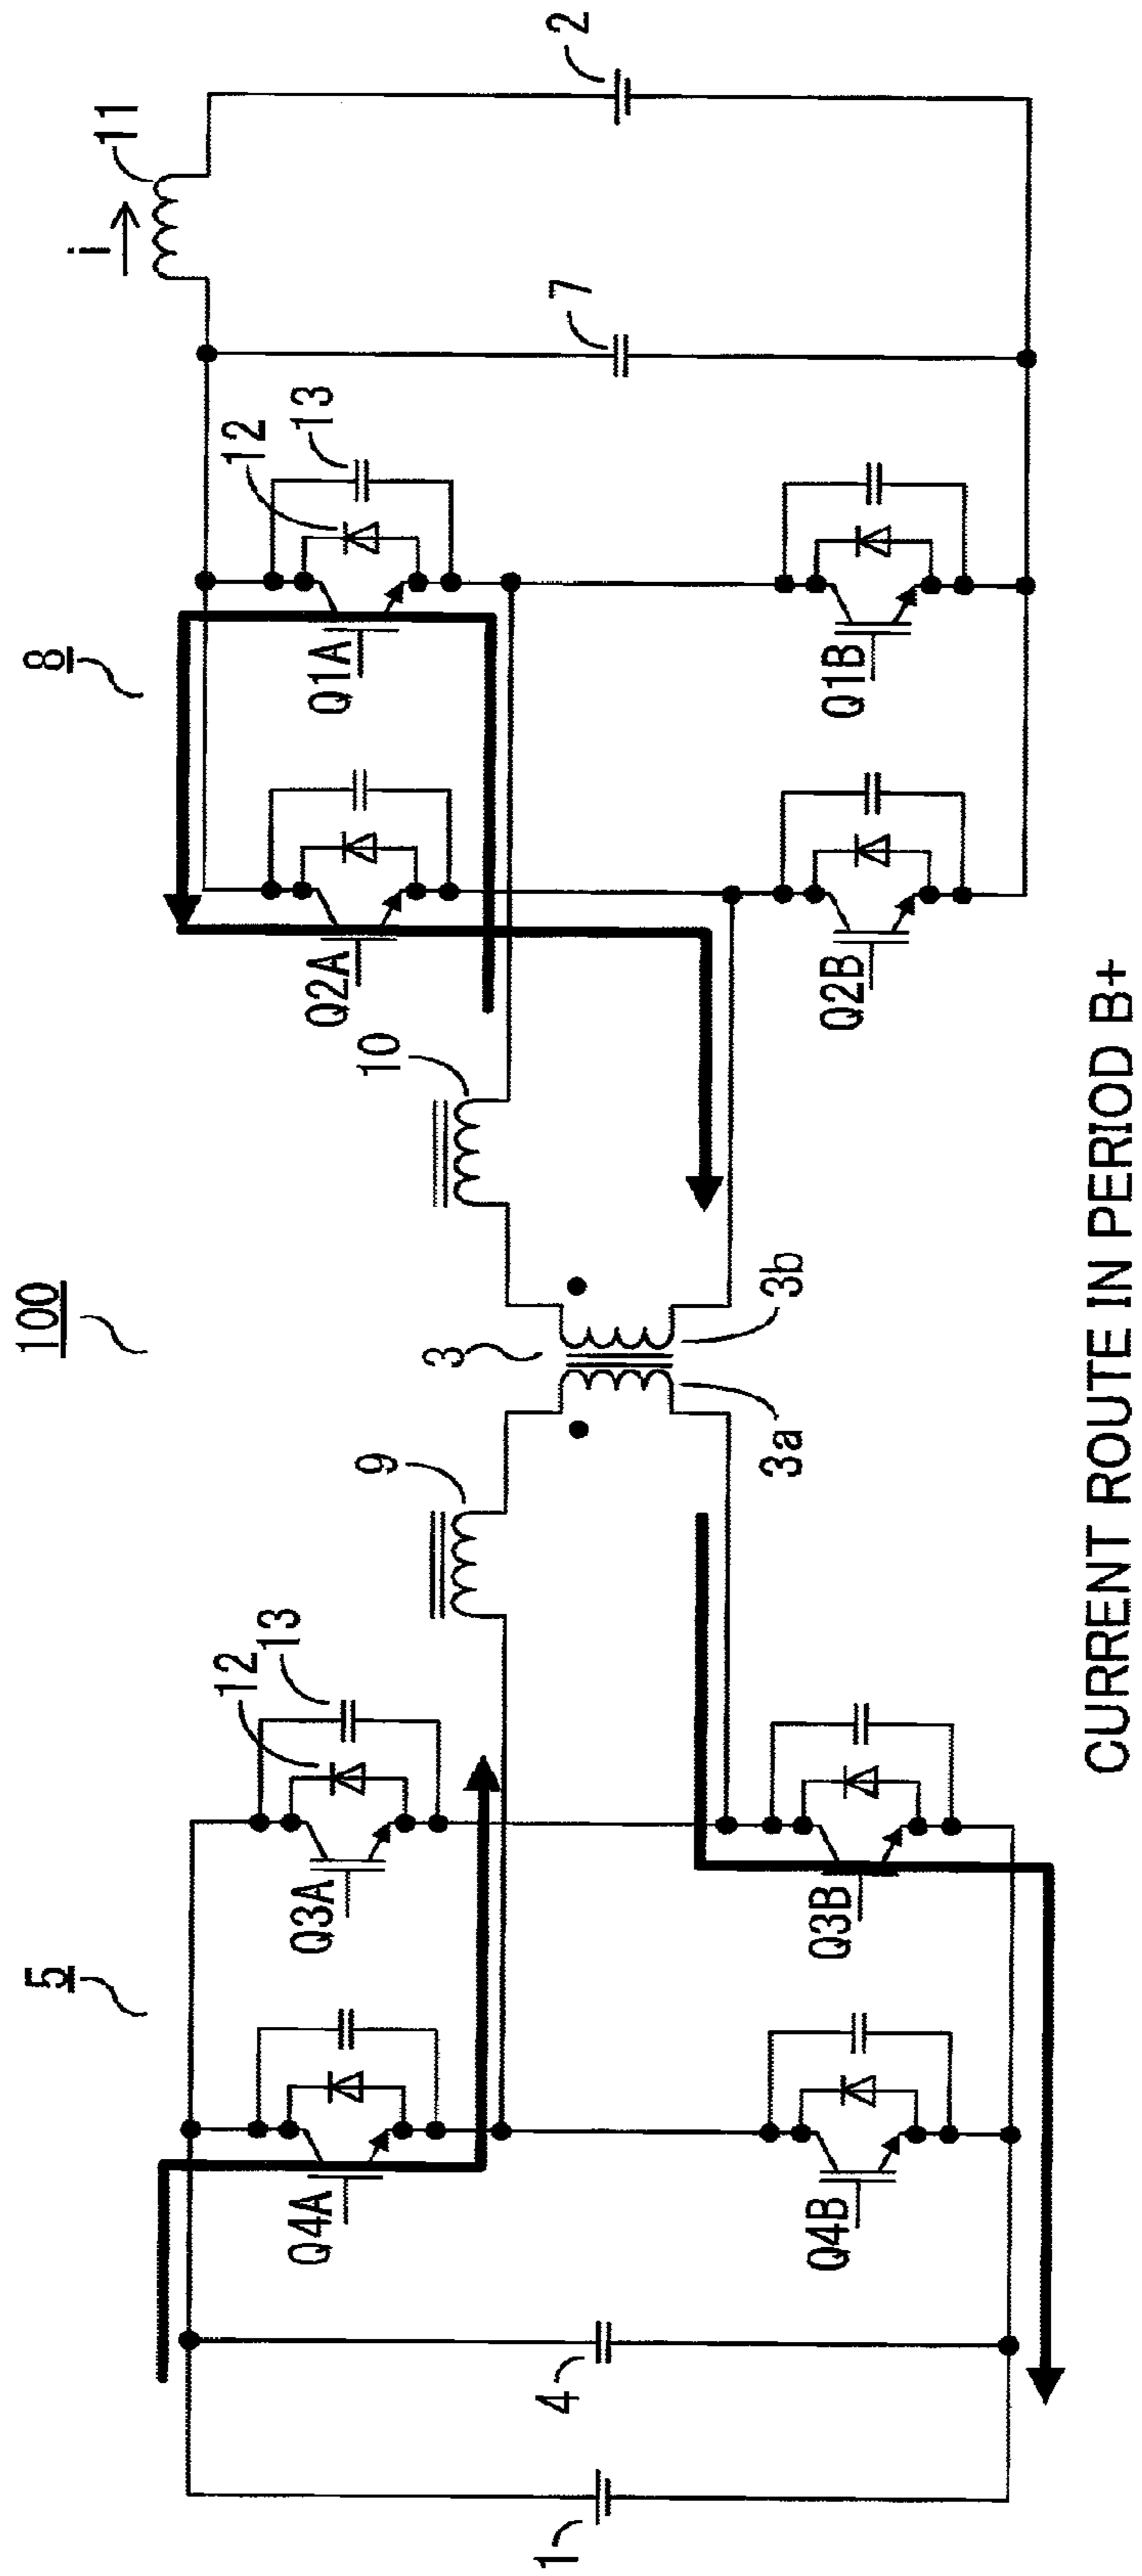 100
5
8
1
4
Q4A
Q3A
12
13
Q4B
Q3B
9
3
3a
3b
10
Q2A
Q1A
12
13
Q2B
Q1B
7
i
11
2
CURRENT ROUTE IN PERIOD B+